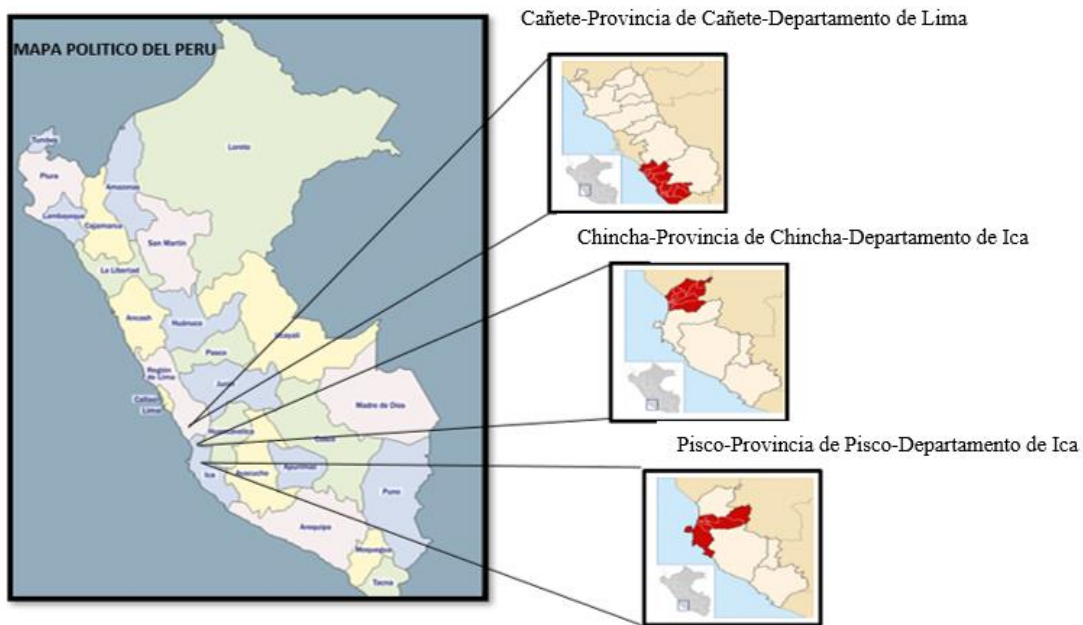 Cañete-Provincia de Cañete-Departamento de Lima
MAPA POLITICO DEL PERU
Loreto
Tumbes
Piura
Amazonas
Lambayeque
Cajamarca
San Martín
La Libertad
Ancash
Huánuco
Ucayali
Pasco
Región
de Lima
Junín
Callao
Lima
Madre de Dios
Huancavelica
Cusco
Ica
Ayacucho
Apurímac
Puno
Arequipa
Moquegua
Tacna
Chincha-Provincia de Chincha-Departamento de Ica
Pisco-Provincia de Pisco-Departamento de Ica